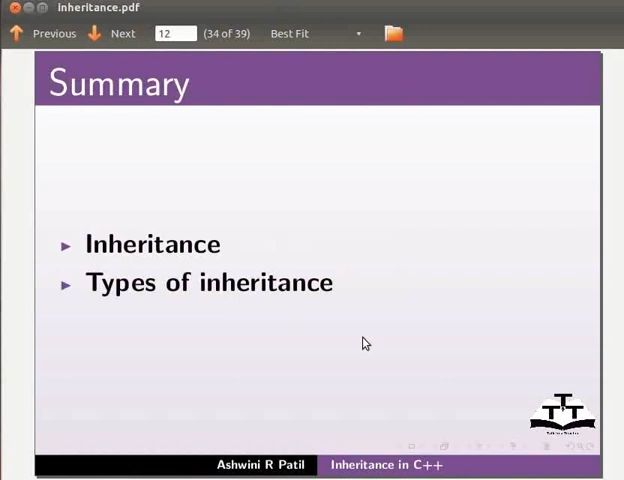 inheritance.pdf
Previous Next 12 (34 of 39) Best Fit
Summary
Inheritance
Types of inheritance
TTT
Ashwini R Patil Inheritance in C++